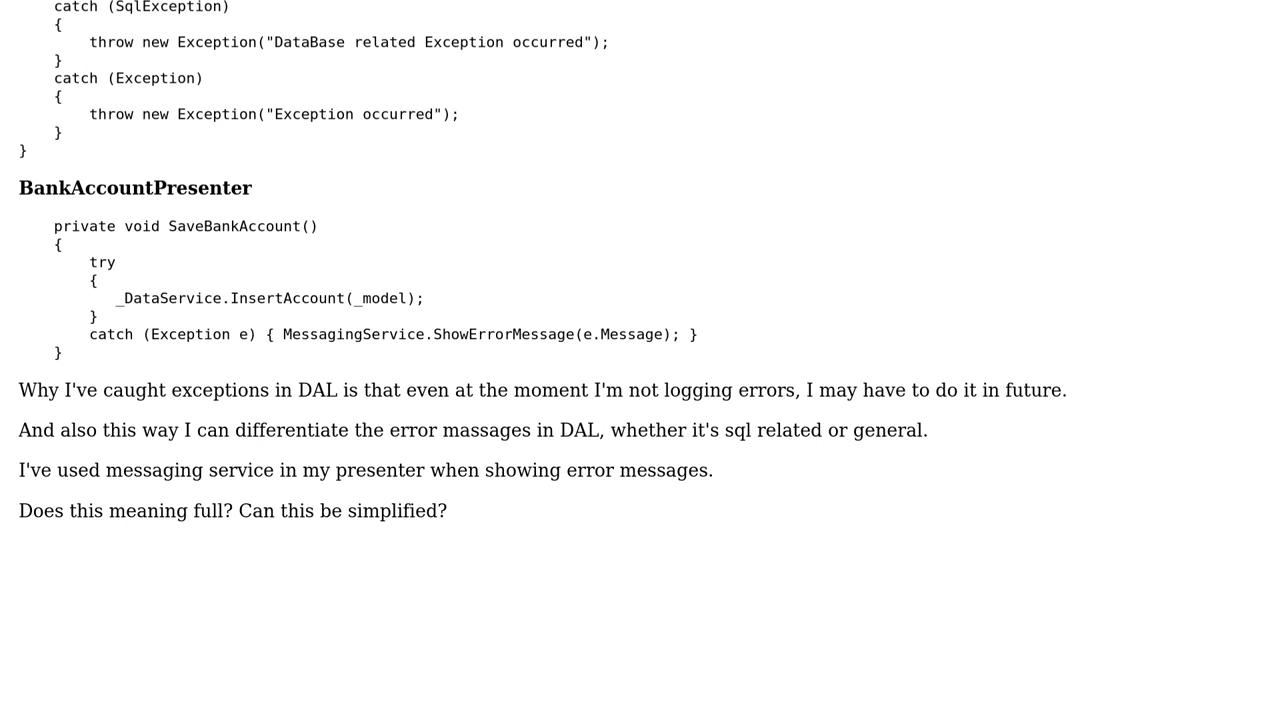 catch (SqlException)
{
throw new Exception("DataBase related Exception occurred");
}
catch (Exception)
{
throw new Exception("Exception occurred");
}
}
BankAccountPresenter
private void SaveBankAccount()
{
try
{
_DataService.InsertAccount(_model);
}
catch (Exception e) { MessagingService.ShowErrorMessage(e.Message); }
}
Why I've caught exceptions in DAL is that even at the moment I'm not logging errors, I may have to do it in future.
And also this way I can differentiate the error massages in DAL, whether it's sql related or general.
I've used messaging service in my presenter when showing error messages.
Does this meaning full? Can this be simplified?